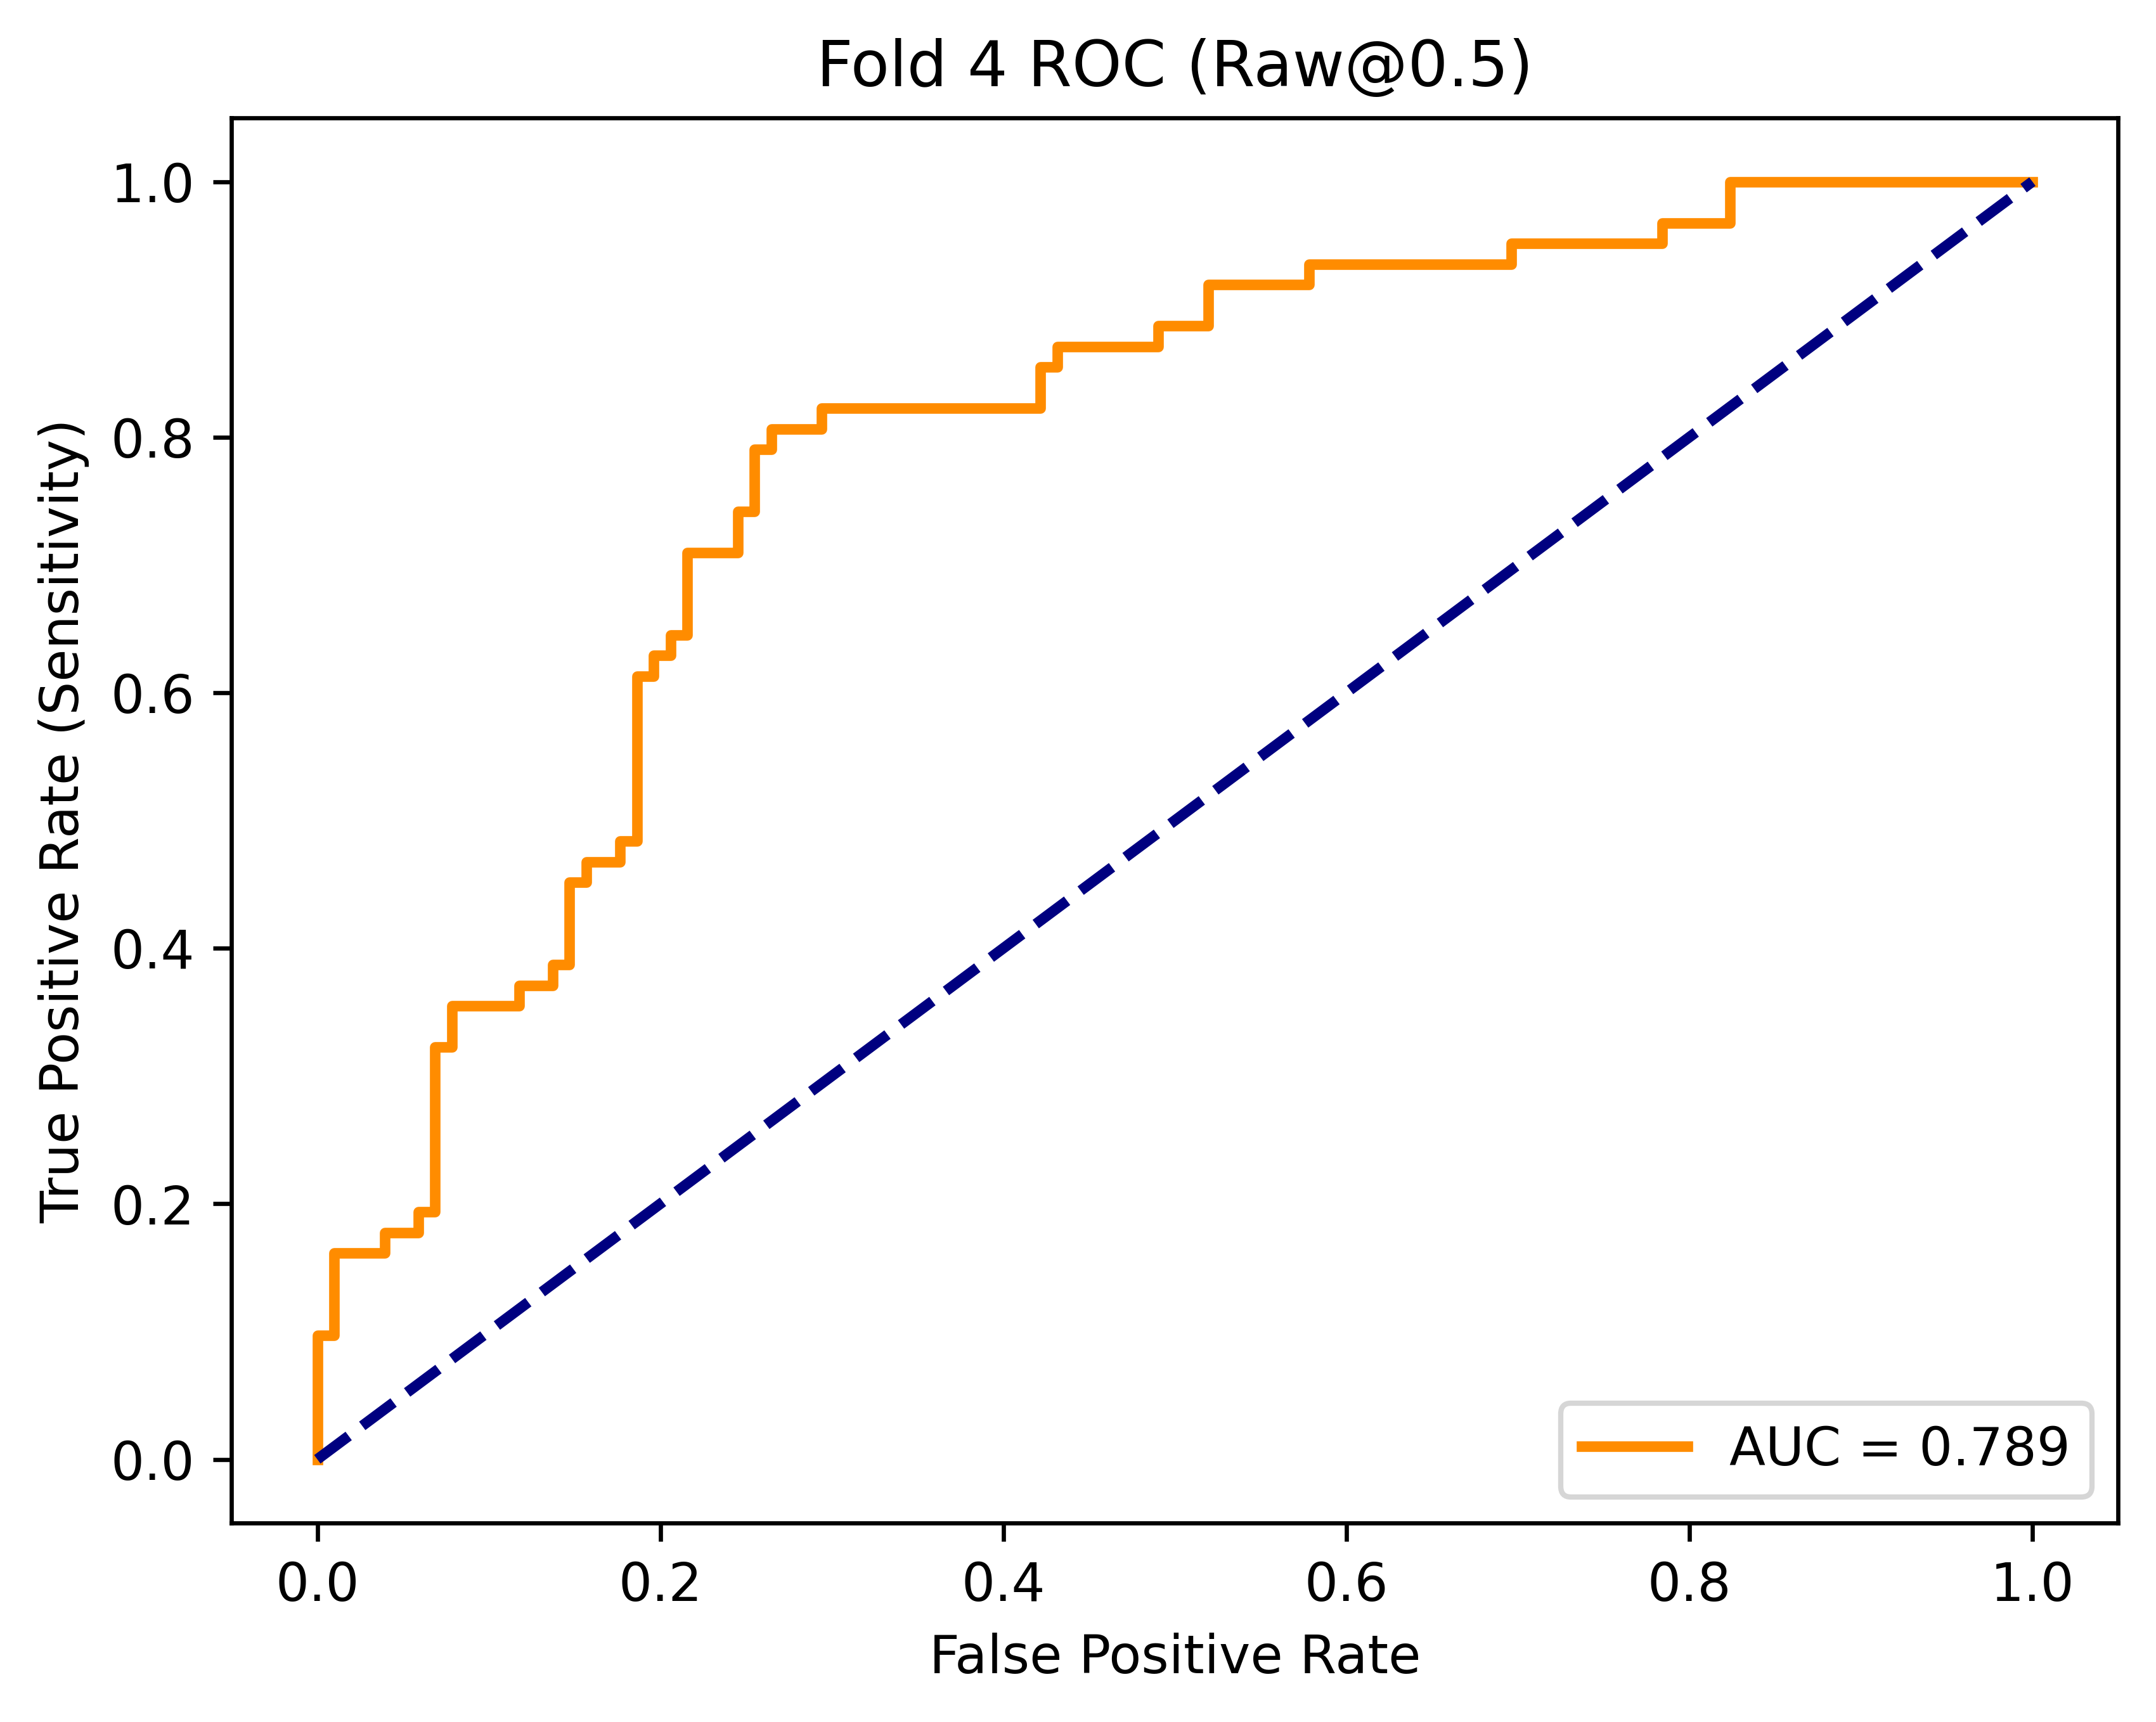 Fold 4 ROC (Raw@0.5)
True Positive Rate (Sensitivity)
1.0
0.8
0.6
0.4
0.2
0.0
AUC = 0.789
0.0 0.2 0.4 0.6 0.8 1.0
False Positive Rate